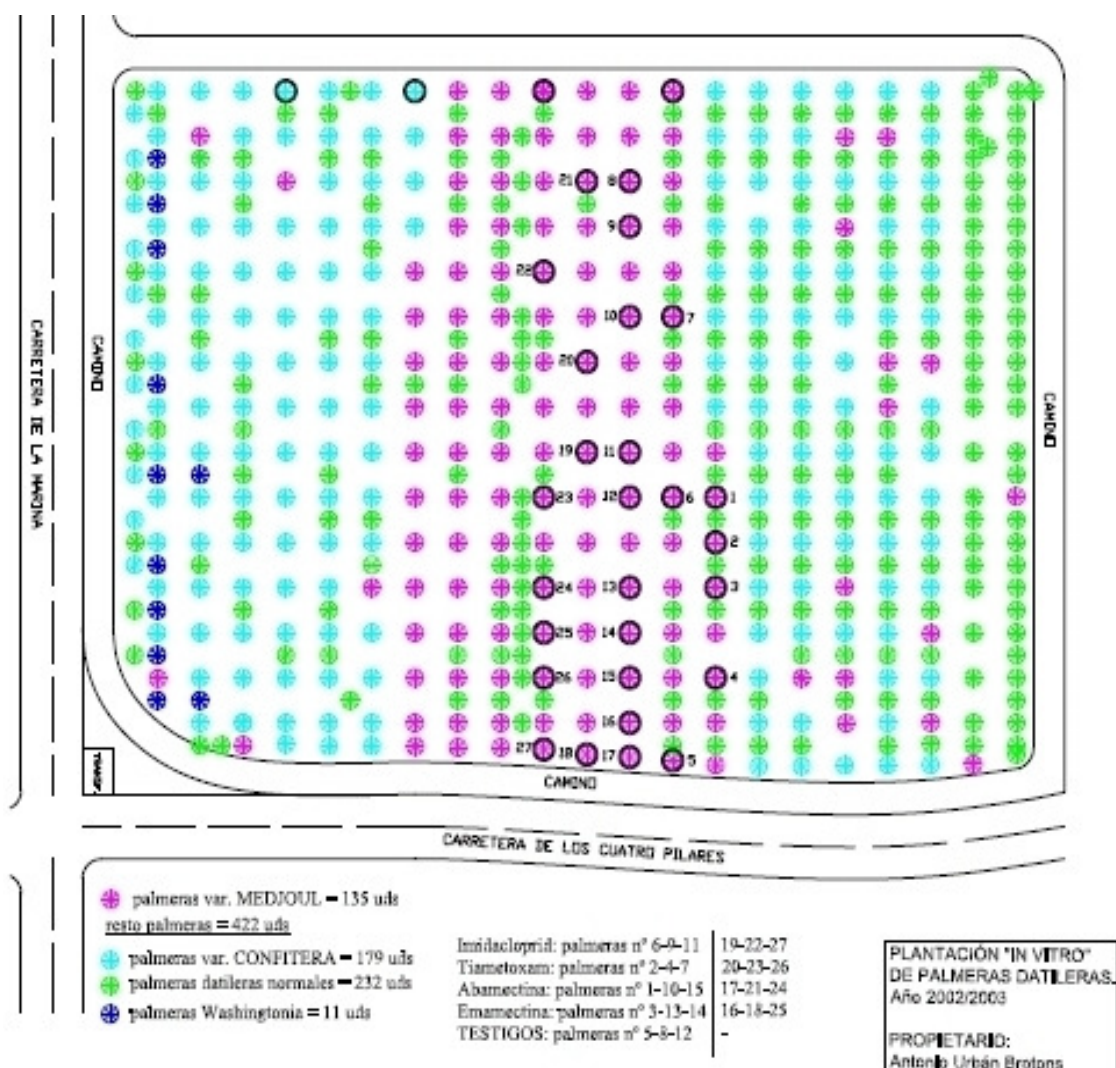 21
8
9
22
10
7
20
19
11
23
12
6
1
2
24
13
3
25
14
26
15
4
16
27
18
17
5
CARRETERA DE LA MARINA
CAMINO
CAMINO
CAMINO
CARRETERA DE LOS CUATRO PILARES
palmeras var. MEDJOUL = 135 uds
resto palmeras = 422 uds
palmeras var. CONFITERA = 179 uds
palmeras datileras normales = 232 uds
palmeras Washingtonia = 11 uds
Imidacloprid: palmeras nº 6-9-11 19-22-27
Tiametoxam: palmeras nº 2-4-7 20-23-26
Abamectina: palmeras nº 1-10-15 17-21-24
Emamectina: palmeras nº 3-13-14 16-18-25
TESTIGOS: palmeras nº 5-8-12 -
PLANTACIÓN "IN VITRO"
DE PALMERAS DATILERAS.
Año 2002/2003
PROPIETARIO:
Antonio Urbán Brotons